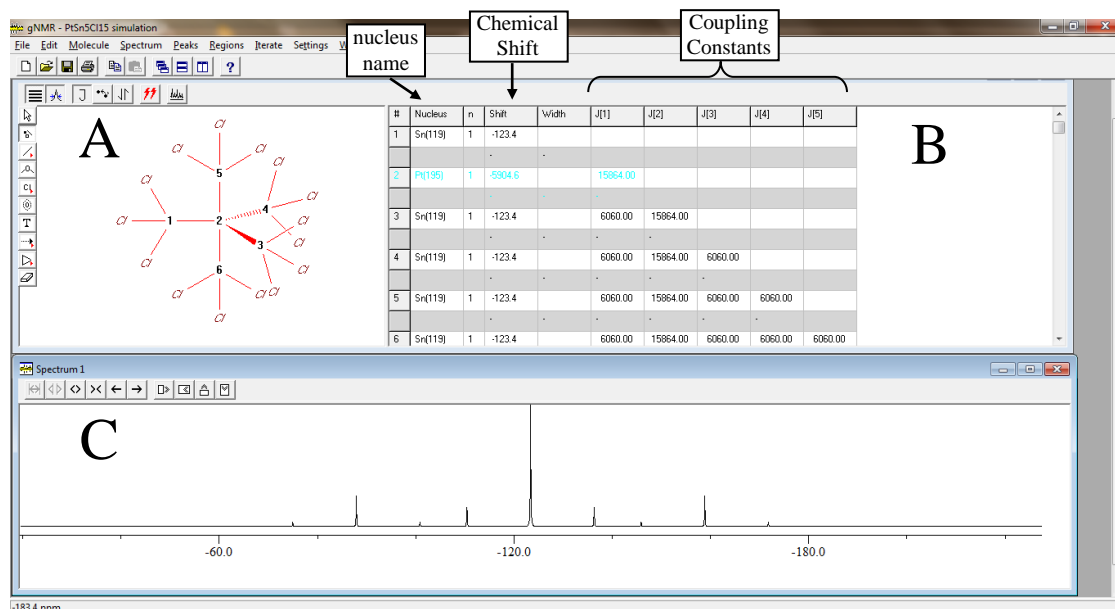 gNMR - PtSn5Cl15 simulation
nucleus name
Chemical Shift
Coupling Constants
File Edit Molecule Spectrum Peaks Regions Iterate Settings W
A
B
# Nucleus n Shift Width J[1] J[2] J[3] J[4] J[5]
1 Sn(119) 1 -123.4
2 Pt(195) 1 -5904.6 15864.00
3 Sn(119) 1 -123.4 6060.00 15864.00
4 Sn(119) 1 -123.4 6060.00 15864.00 6060.00
5 Sn(119) 1 -123.4 6060.00 15864.00 6060.00 6060.00
6 Sn(119) 1 -123.4 6060.00 15864.00 6060.00 6060.00 6060.00
Cl
Cl Cl
5 Cl
Cl 4
Cl 1 2 Cl
3
Cl 6 Cl
Cl Cl Cl
Cl
Spectrum 1
C
-60.0 -120.0 -180.0
-183.4 ppm